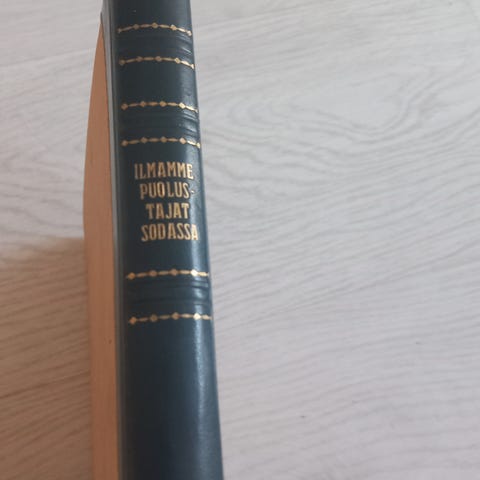 ILMAMME
PUOLUS-
TAJAT
SODASSA